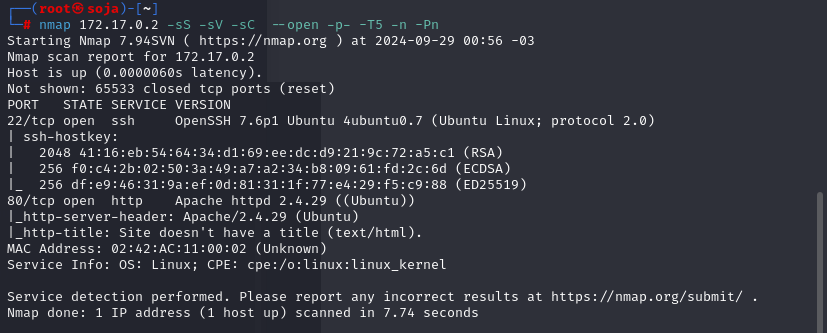 ┌──(root㉿soja)-[~]
└─# nmap 172.17.0.2 -sS -sV -sC --open -p- -T5 -n -Pn
Starting Nmap 7.94SVN ( https://nmap.org ) at 2024-09-29 00:56 -03
Nmap scan report for 172.17.0.2
Host is up (0.0000060s latency).
Not shown: 65533 closed tcp ports (reset)
PORT   STATE SERVICE VERSION
22/tcp open  ssh     OpenSSH 7.6p1 Ubuntu 4ubuntu0.7 (Ubuntu Linux; protocol 2.0)
| ssh-hostkey:
|   2048 41:16:eb:54:64:34:d1:69:ee:dc:d9:21:9c:72:a5:c1 (RSA)
|   256 f0:c4:2b:02:50:3a:49:a7:a2:34:b8:09:61:fd:2c:6d (ECDSA)
|_  256 df:e9:46:31:9a:ef:0d:81:31:1f:77:e4:29:f5:c9:88 (ED25519)
80/tcp open  http    Apache httpd 2.4.29 ((Ubuntu))
|_http-server-header: Apache/2.4.29 (Ubuntu)
|_http-title: Site doesn't have a title (text/html).
MAC Address: 02:42:AC:11:00:02 (Unknown)
Service Info: OS: Linux; CPE: cpe:/o:linux:linux_kernel

Service detection performed. Please report any incorrect results at https://nmap.org/submit/ .
Nmap done: 1 IP address (1 host up) scanned in 7.74 seconds